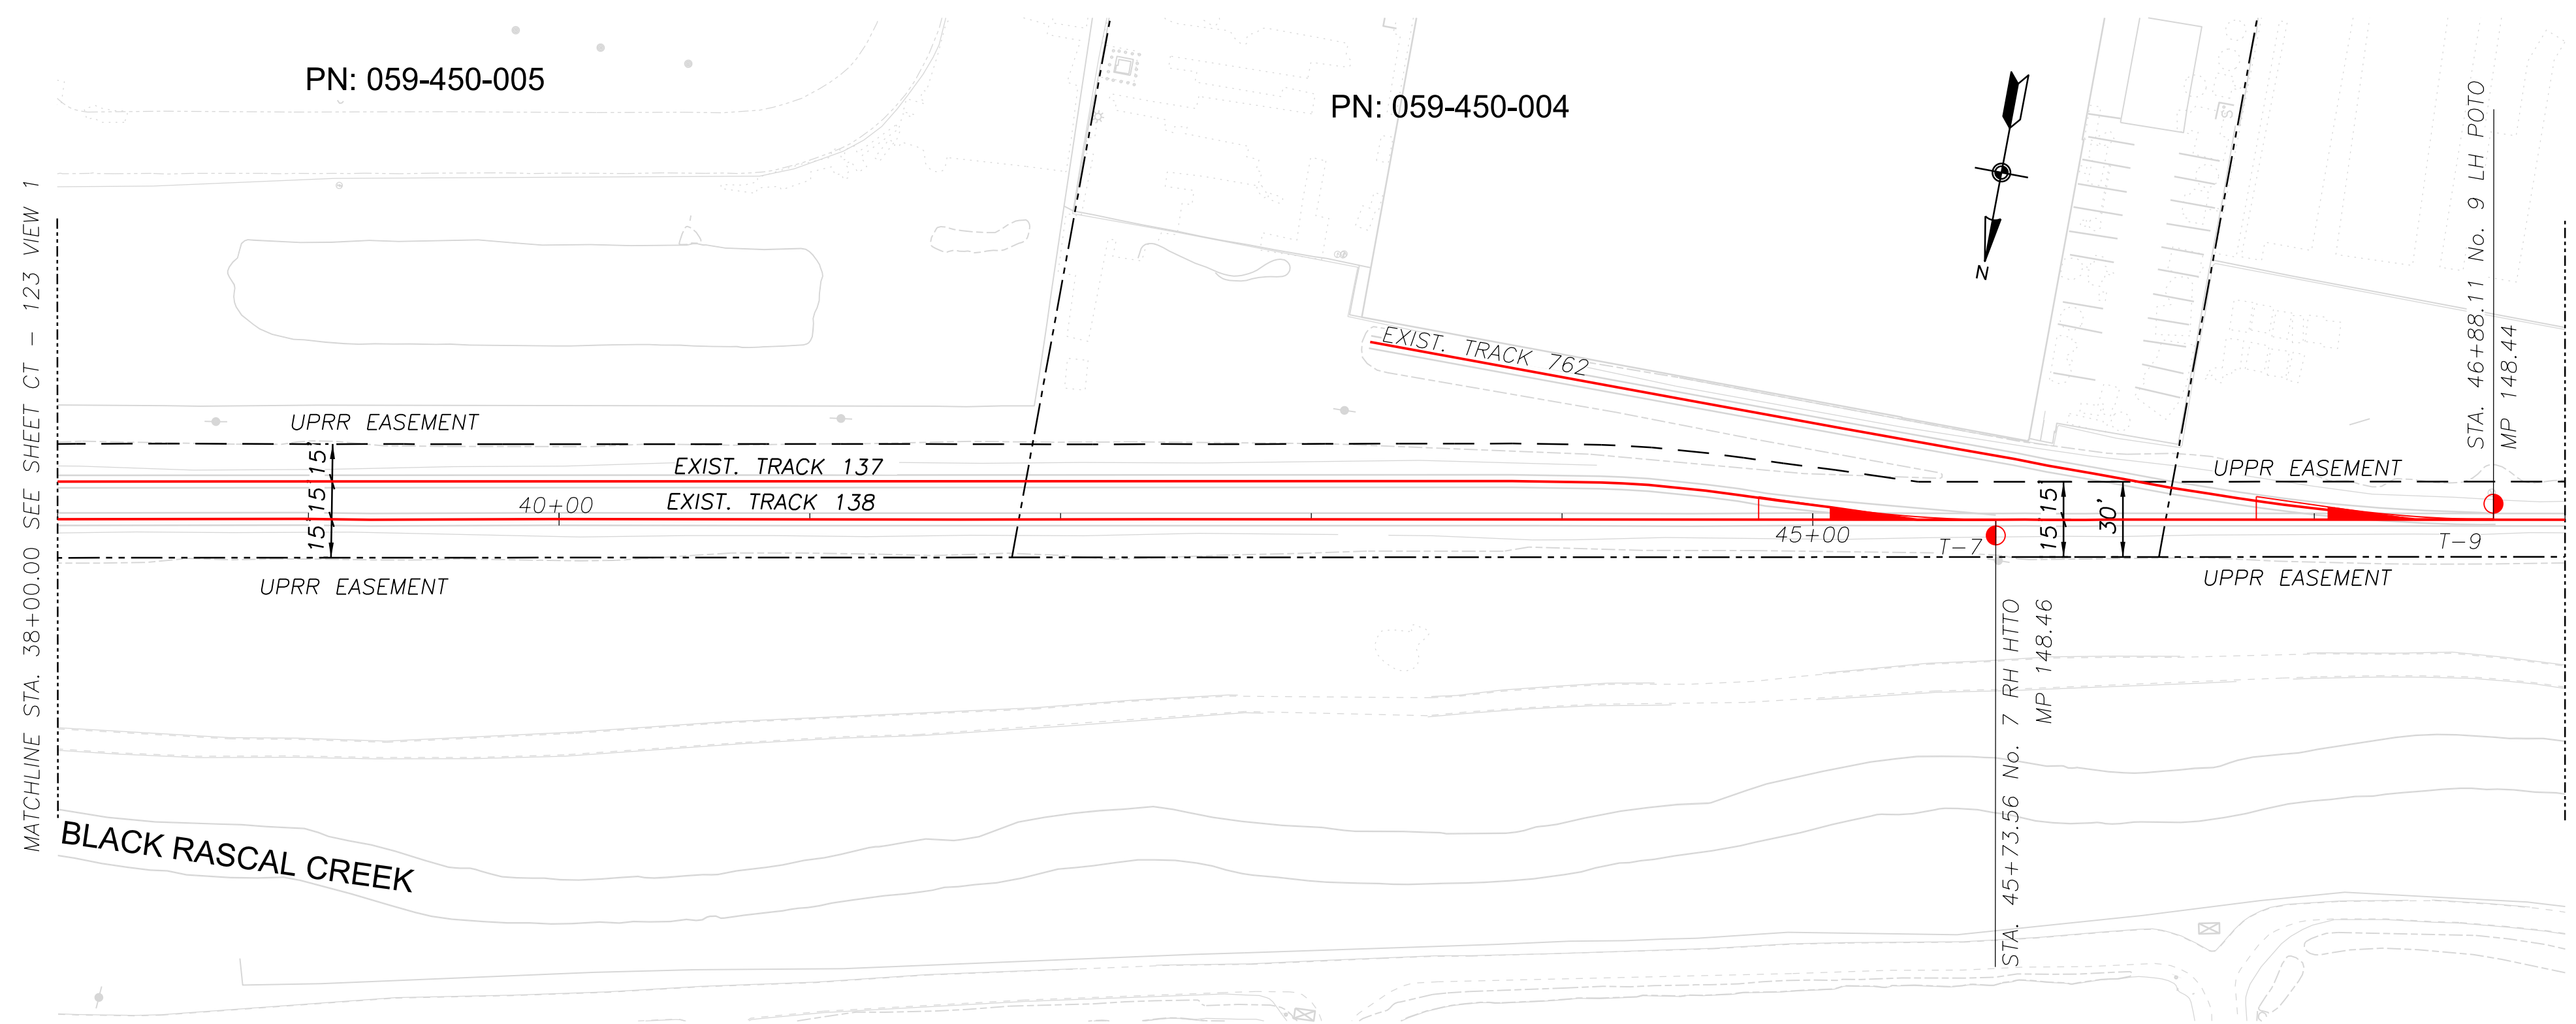 PN: 059-450-005
PN: 059-450-004
MATCHLINE STA. 38+00.00 SEE SHEET CT - 123 VIEW 1
N
STA. 46+88.11 No. 9 LH POTO
MP 148.44
EXIST. TRACK 762
UPRR EASEMENT
15'
15'
15'
EXIST. TRACK 137
EXIST. TRACK 138
40+00
45+00
T-7
15'
15'
30'
UPPR EASEMENT
T-9
UPRR EASEMENT
UPPR EASEMENT
STA. 45+73.56 No. 7 RH HTTO
MP 148.46
BLACK RASCAL CREEK